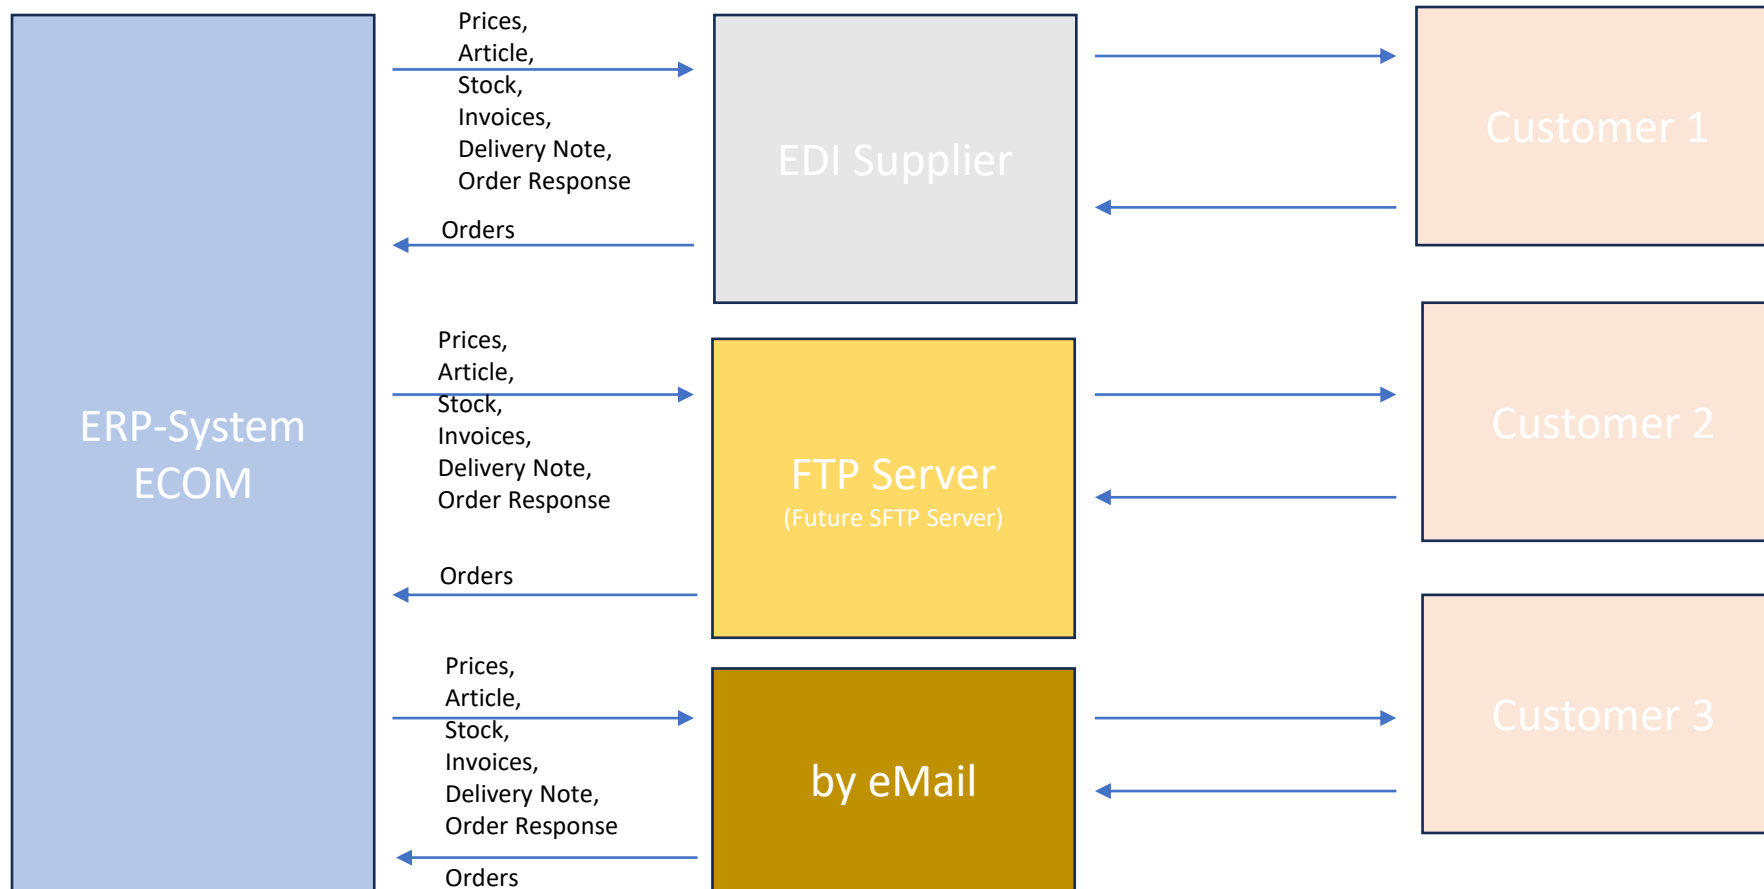 Prices,
Article,
Stock,
Invoices,
Delivery Note,
Order Response
Orders
EDI Supplier
Customer 1
ERP-System
ECOM
Prices,
Article,
Stock,
Invoices,
Delivery Note,
Order Response
Orders
FTP Server
(Future SFTP Server)
Customer 2
Prices,
Article,
Stock,
Invoices,
Delivery Note,
Order Response
Orders
by eMail
Customer 3